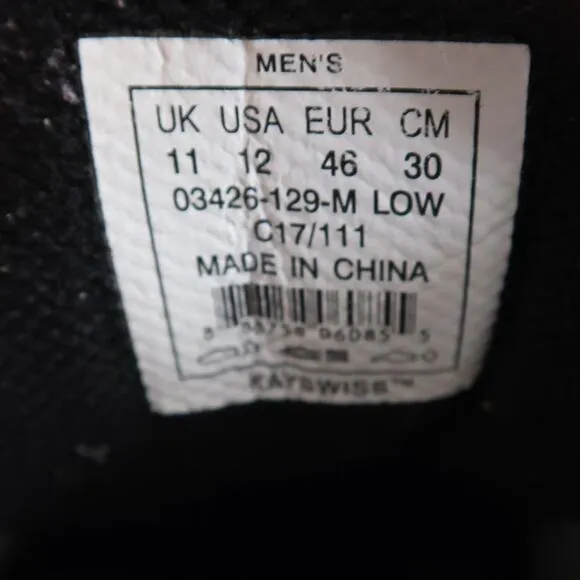 MEN'S
UK USA EUR CM
11 12 46 30
03426-129-M LOW
C17/111
MADE IN CHINA